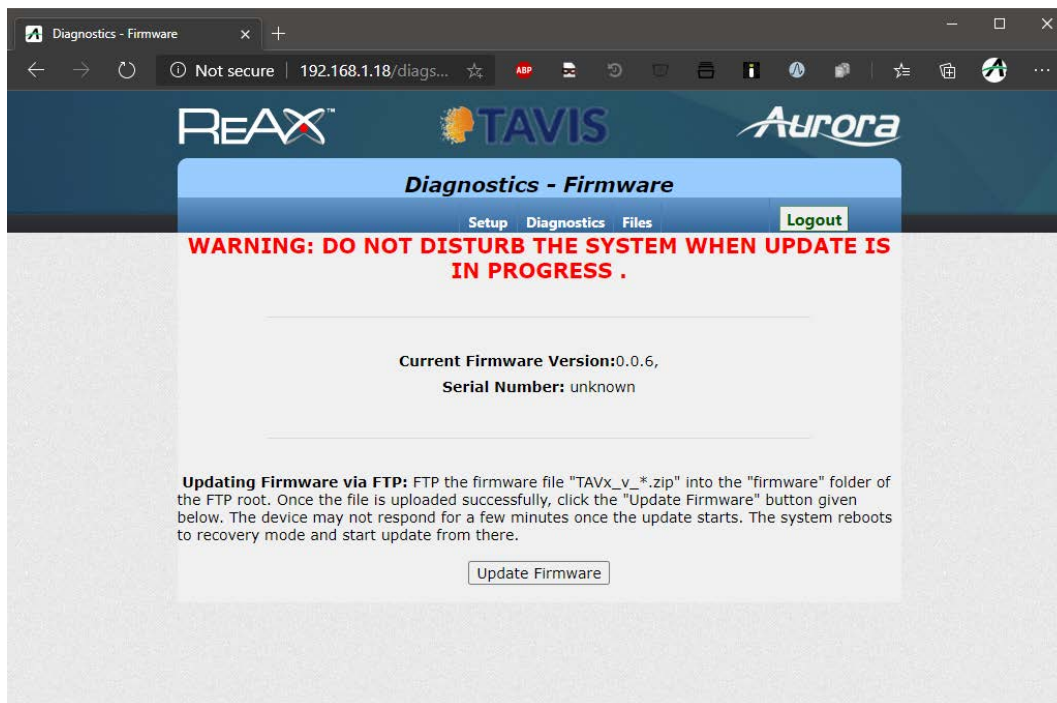 Diagnostics - Firmware
Not secure | 192.168.1.18/diags...
ABP
REAX™
TAVIS
Aurora
Diagnostics - Firmware
Setup Diagnostics Files Logout
WARNING: DO NOT DISTURB THE SYSTEM WHEN UPDATE IS
IN PROGRESS .
Current Firmware Version:0.0.6,
Serial Number: unknown
Updating Firmware via FTP: FTP the firmware file "TAVx_v_*.zip" into the "firmware" folder of
the FTP root. Once the file is uploaded successfully, click the "Update Firmware" button given
below. The device may not respond for a few minutes once the update starts. The system reboots
to recovery mode and start update from there.
Update Firmware